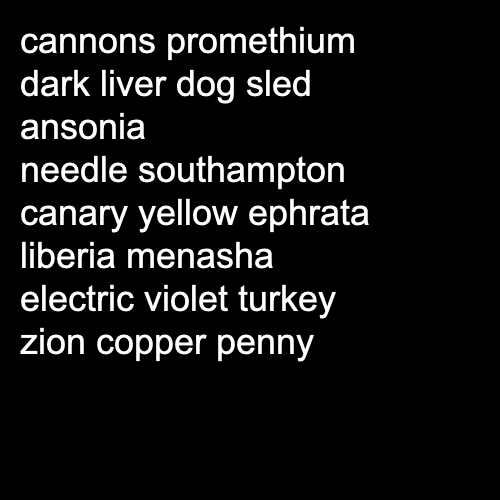 cannons promethium
dark liver dog sled
ansonia
needle southampton
canary yellow ephrata
liberia menasha
electric violet turkey
zion copper penny